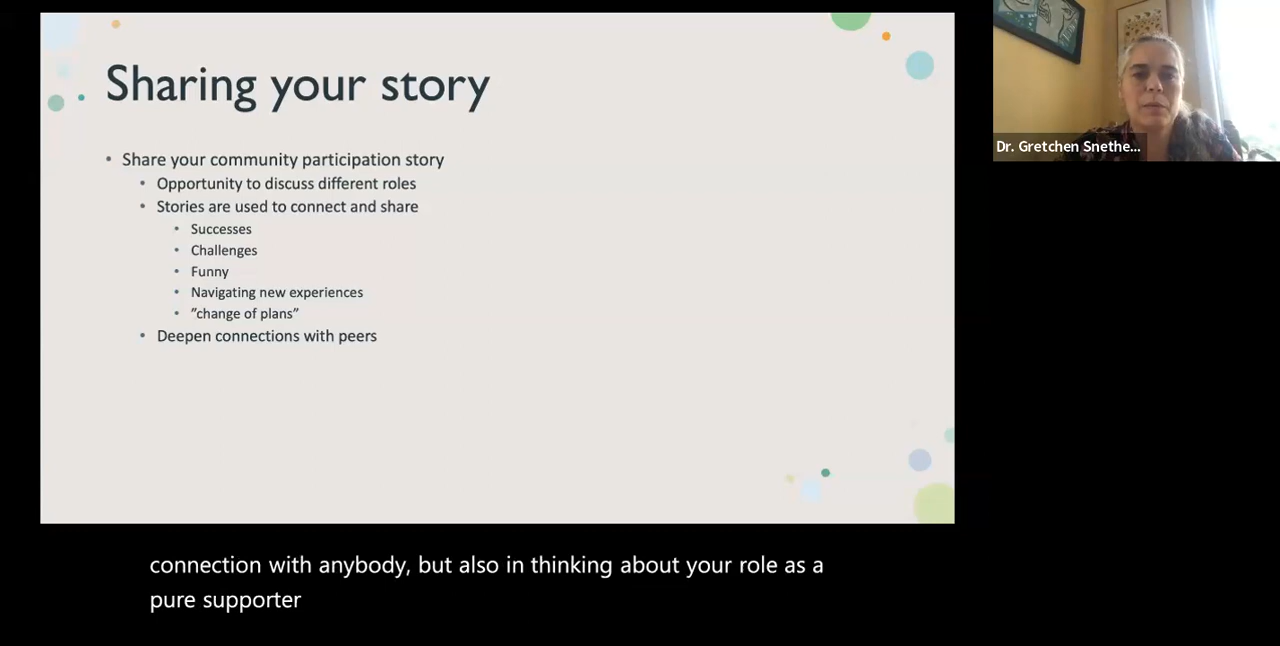 Sharing your story
• Share your community participation story
• Opportunity to discuss different roles
• Stories are used to connect and share
• Successes
• Challenges
• Funny
• Navigating new experiences
• ”change of plans”
• Deepen connections with peers
Dr. Gretchen Snethe...
connection with anybody, but also in thinking about your role as a
pure supporter